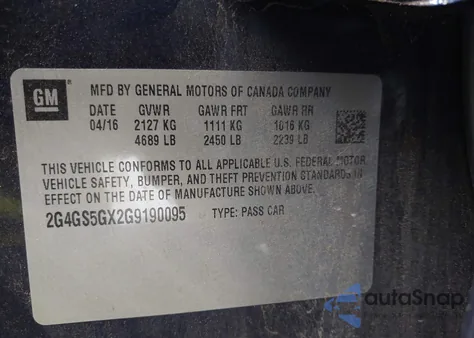 GM
MFD BY GENERAL MOTORS OF CANADA COMPANY
DATE GVWR GAWR FRT GAWR RR
04/16 2127 KG 1111 KG 1016 KG
4689 LB 2450 LB 2239 LB
THIS VEHICLE CONFORMS TO ALL APPLICABLE U.S. FEDERAL MOTOR
VEHICLE SAFETY, BUMPER, AND THEFT PREVENTION STANDARDS IN
EFFECT ON THE DATE OF MANUFACTURE SHOWN ABOVE.
2G4GS5GX2G9190095 TYPE: PASS CAR
autoSnap